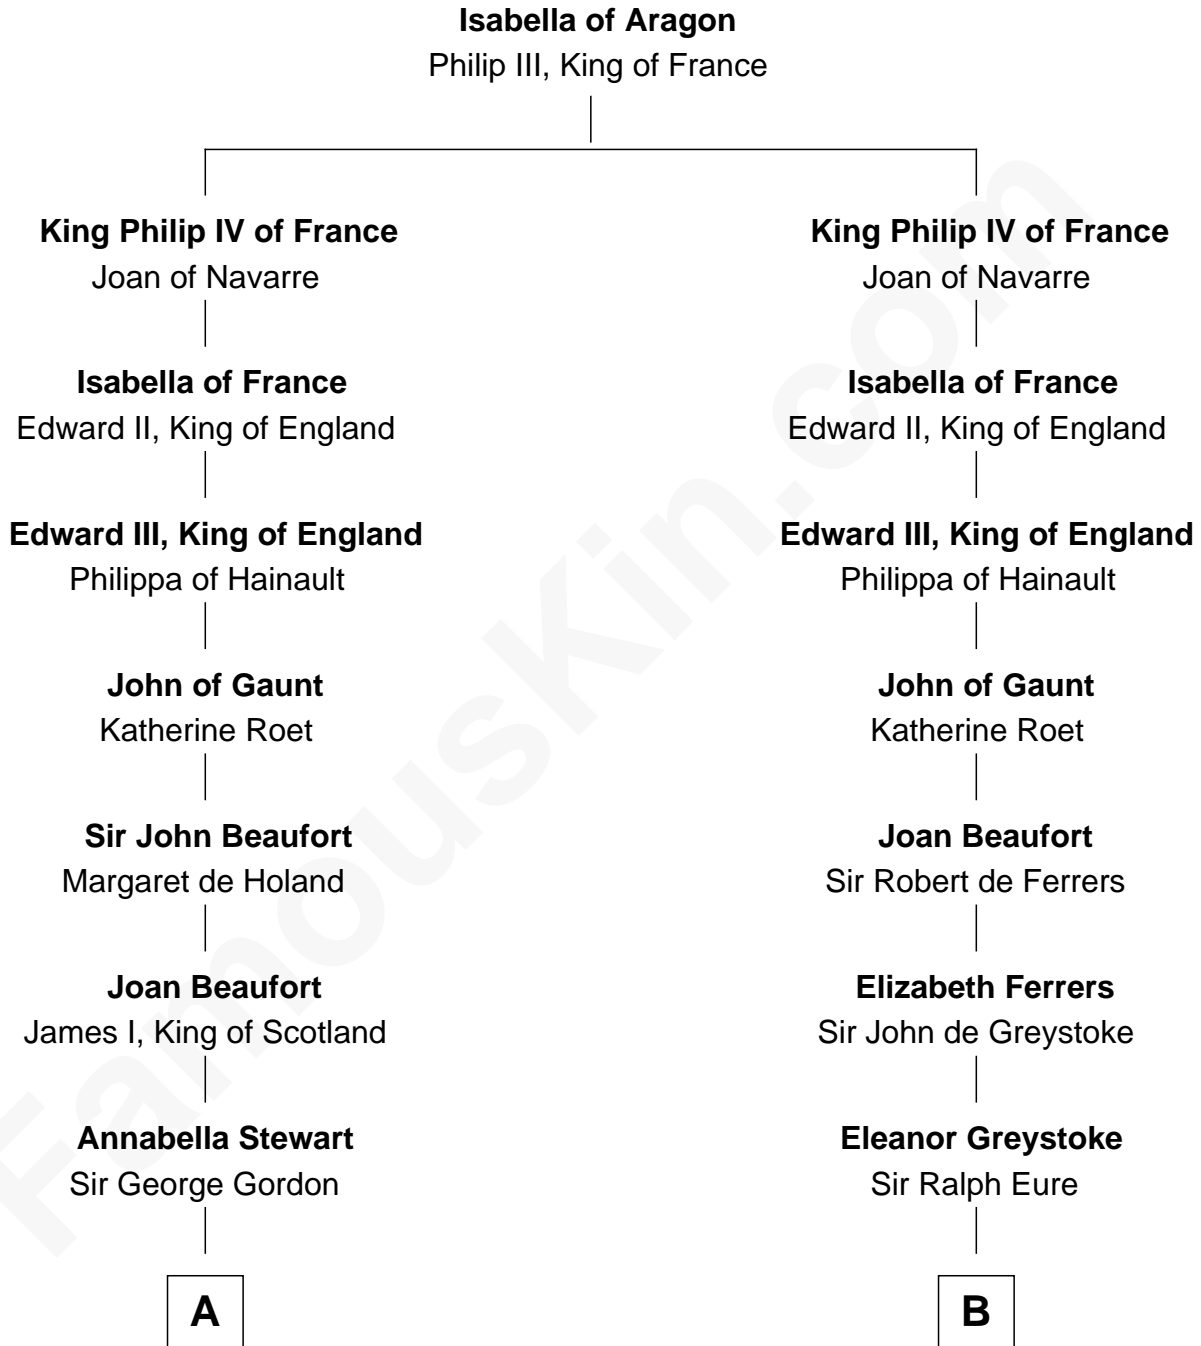 Isabella of Aragon
Philip III, King of France
King Philip IV of France
Joan of Navarre
King Philip IV of France
Joan of Navarre
Isabella of France
Edward II, King of England
Isabella of France
Edward II, King of England
Edward III, King of England
Philippa of Hainault
Edward III, King of England
Philippa of Hainault
John of Gaunt
Katherine Roet
John of Gaunt
Katherine Roet
Sir John Beaufort
Margaret de Holand
Joan Beaufort
Sir Robert de Ferrers
Joan Beaufort
James I, King of Scotland
Elizabeth Ferrers
Sir John de Greystoke
Annabella Stewart
Sir George Gordon
Eleanor Greystoke
Sir Ralph Eure
A
B
FamousKin.com